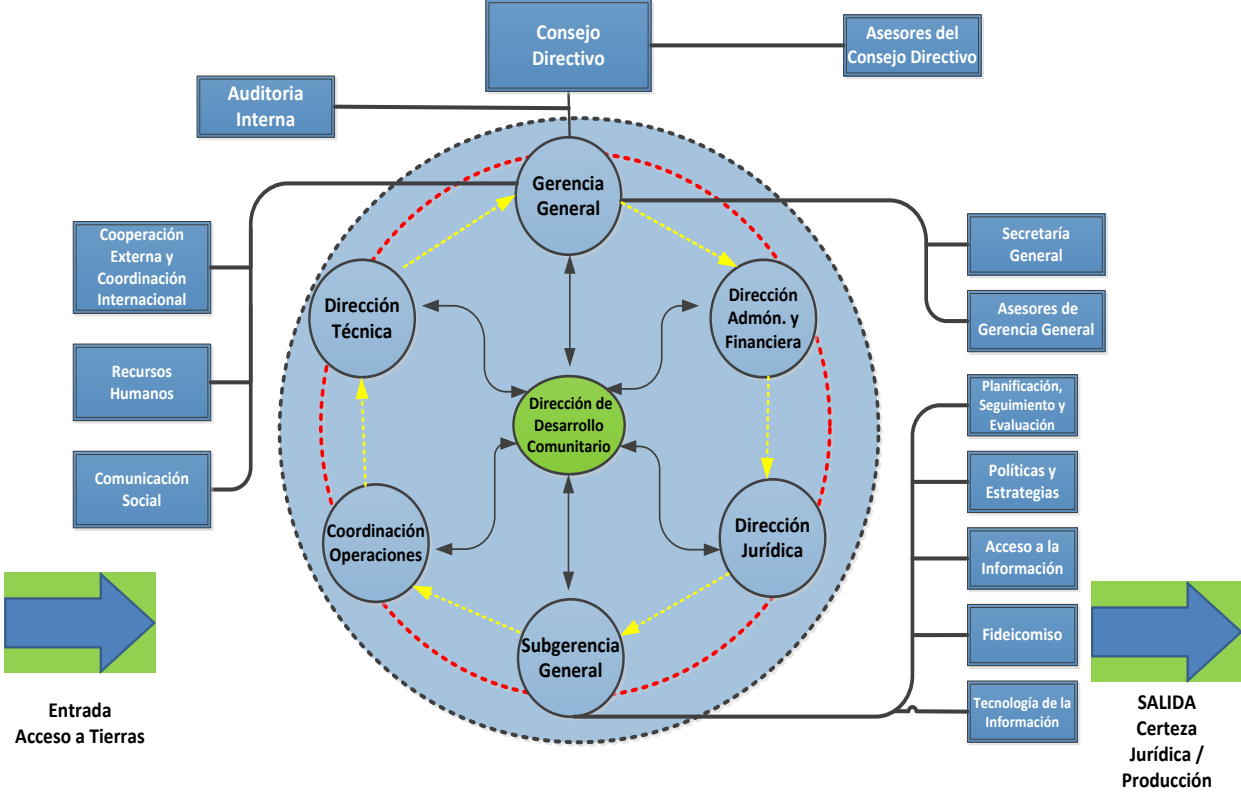 Consejo
Directivo
Asesores del
Consejo Directivo
Auditoria
Interna
Gerencia
General
Cooperación
Externa y
Coordinación
Internacional
Secretaría
General
Dirección
Técnica
Dirección
Admón. y
Financiera
Asesores de
Gerencia General
Recursos
Humanos
Dirección de
Desarrollo
Comunitario
Planificación,
Seguimiento y
Evaluación
Comunicación
Social
Políticas y
Estrategias
Coordinación
Operaciones
Dirección
Jurídica
Acceso a la
Información
Subgerencia
General
Fideicomiso
Tecnología de la
Información
Entrada
Acceso a Tierras
SALIDA
Certeza
Jurídica /
Producción